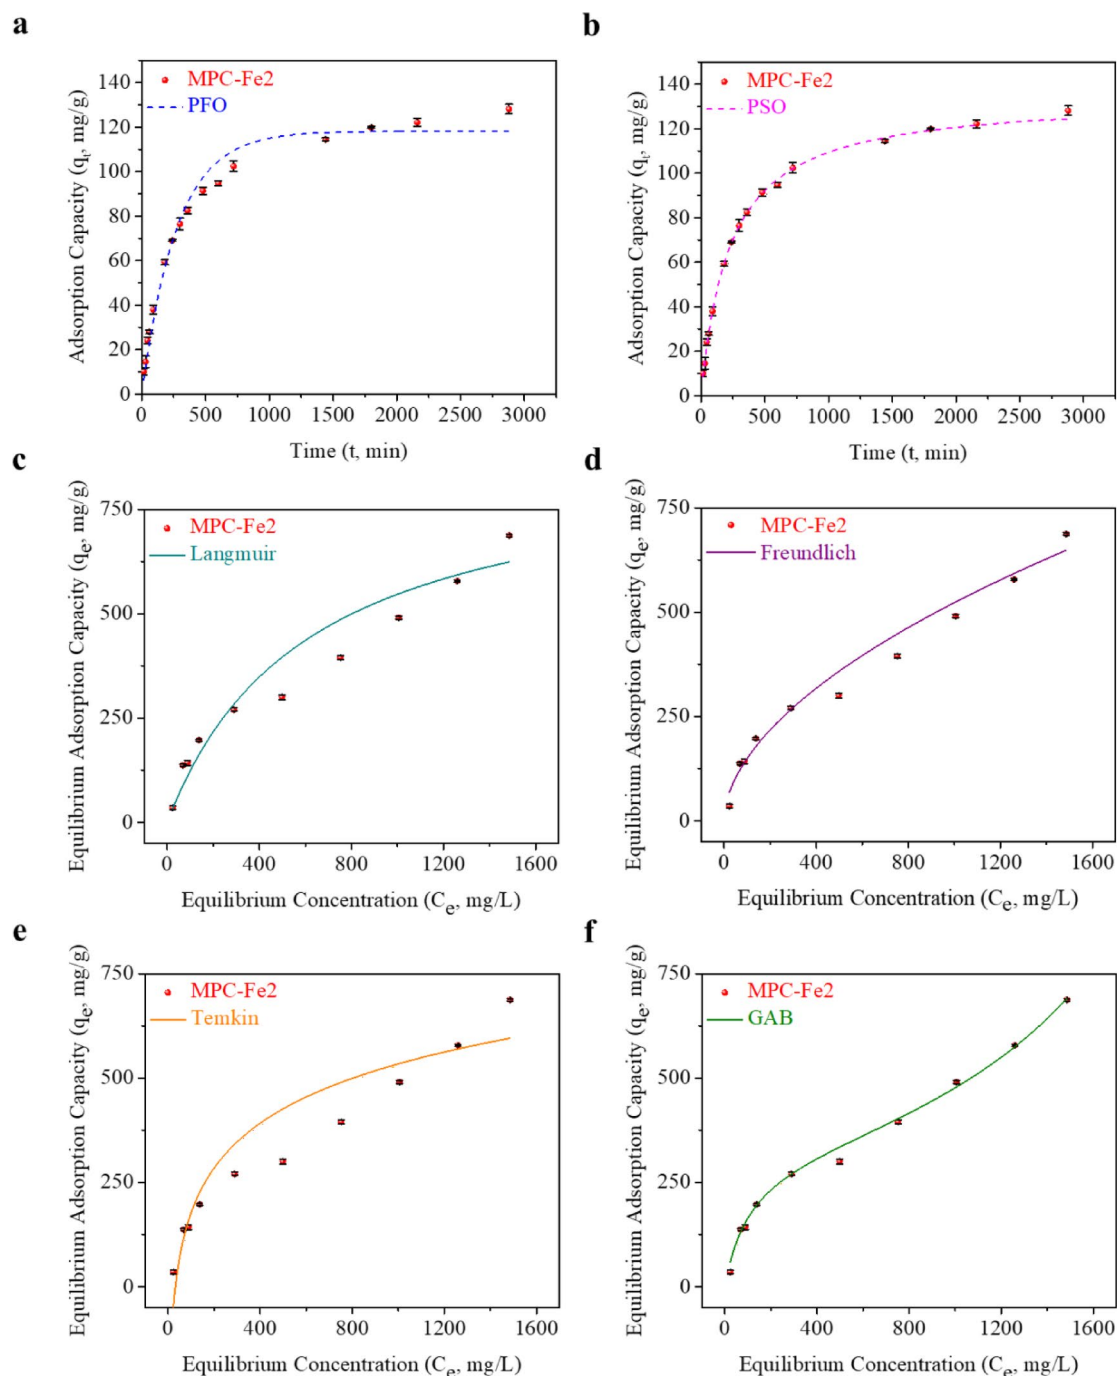 a
MPC-Fe2
PFO
Adsorption Capacity (qt, mg/g)
140
120
100
80
60
40
20
0
0 500 1000 1500 2000 2500 3000
Time (t, min)
b
MPC-Fe2
PSO
Adsorption Capacity (qt, mg/g)
140
120
100
80
60
40
20
0
0 500 1000 1500 2000 2500 3000
Time (t, min)
c
MPC-Fe2
Langmuir
Equilibrium Adsorption Capacity (qe, mg/g)
750
500
250
0
0 400 800 1200 1600
Equilibrium Concentration (Ce, mg/L)
d
MPC-Fe2
Freundlich
Equilibrium Adsorption Capacity (qe, mg/g)
750
500
250
0
0 400 800 1200 1600
Equilibrium Concentration (Ce, mg/L)
e
MPC-Fe2
Temkin
Equilibrium Adsorption Capacity (qe, mg/g)
750
500
250
0
0 400 800 1200 1600
Equilibrium Concentration (Ce, mg/L)
f
MPC-Fe2
GAB
Equilibrium Adsorption Capacity (qe, mg/g)
750
500
250
0
0 400 800 1200 1600
Equilibrium Concentration (Ce, mg/L)